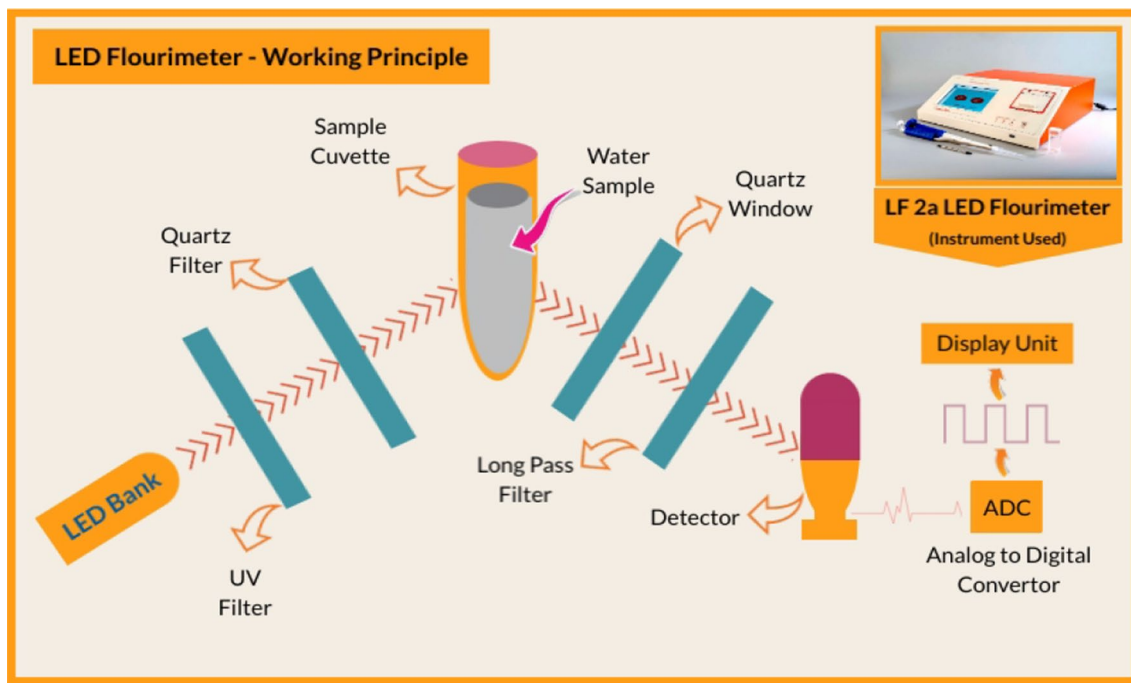 LED Flourimeter - Working Principle
LF 2a LED Flourimeter
(Instrument Used)
Sample
Cuvette
Water
Sample
Quartz
Window
Quartz
Filter
LED Bank
UV
Filter
Long Pass
Filter
Detector
Display Unit
ADC
Analog to Digital
Convertor